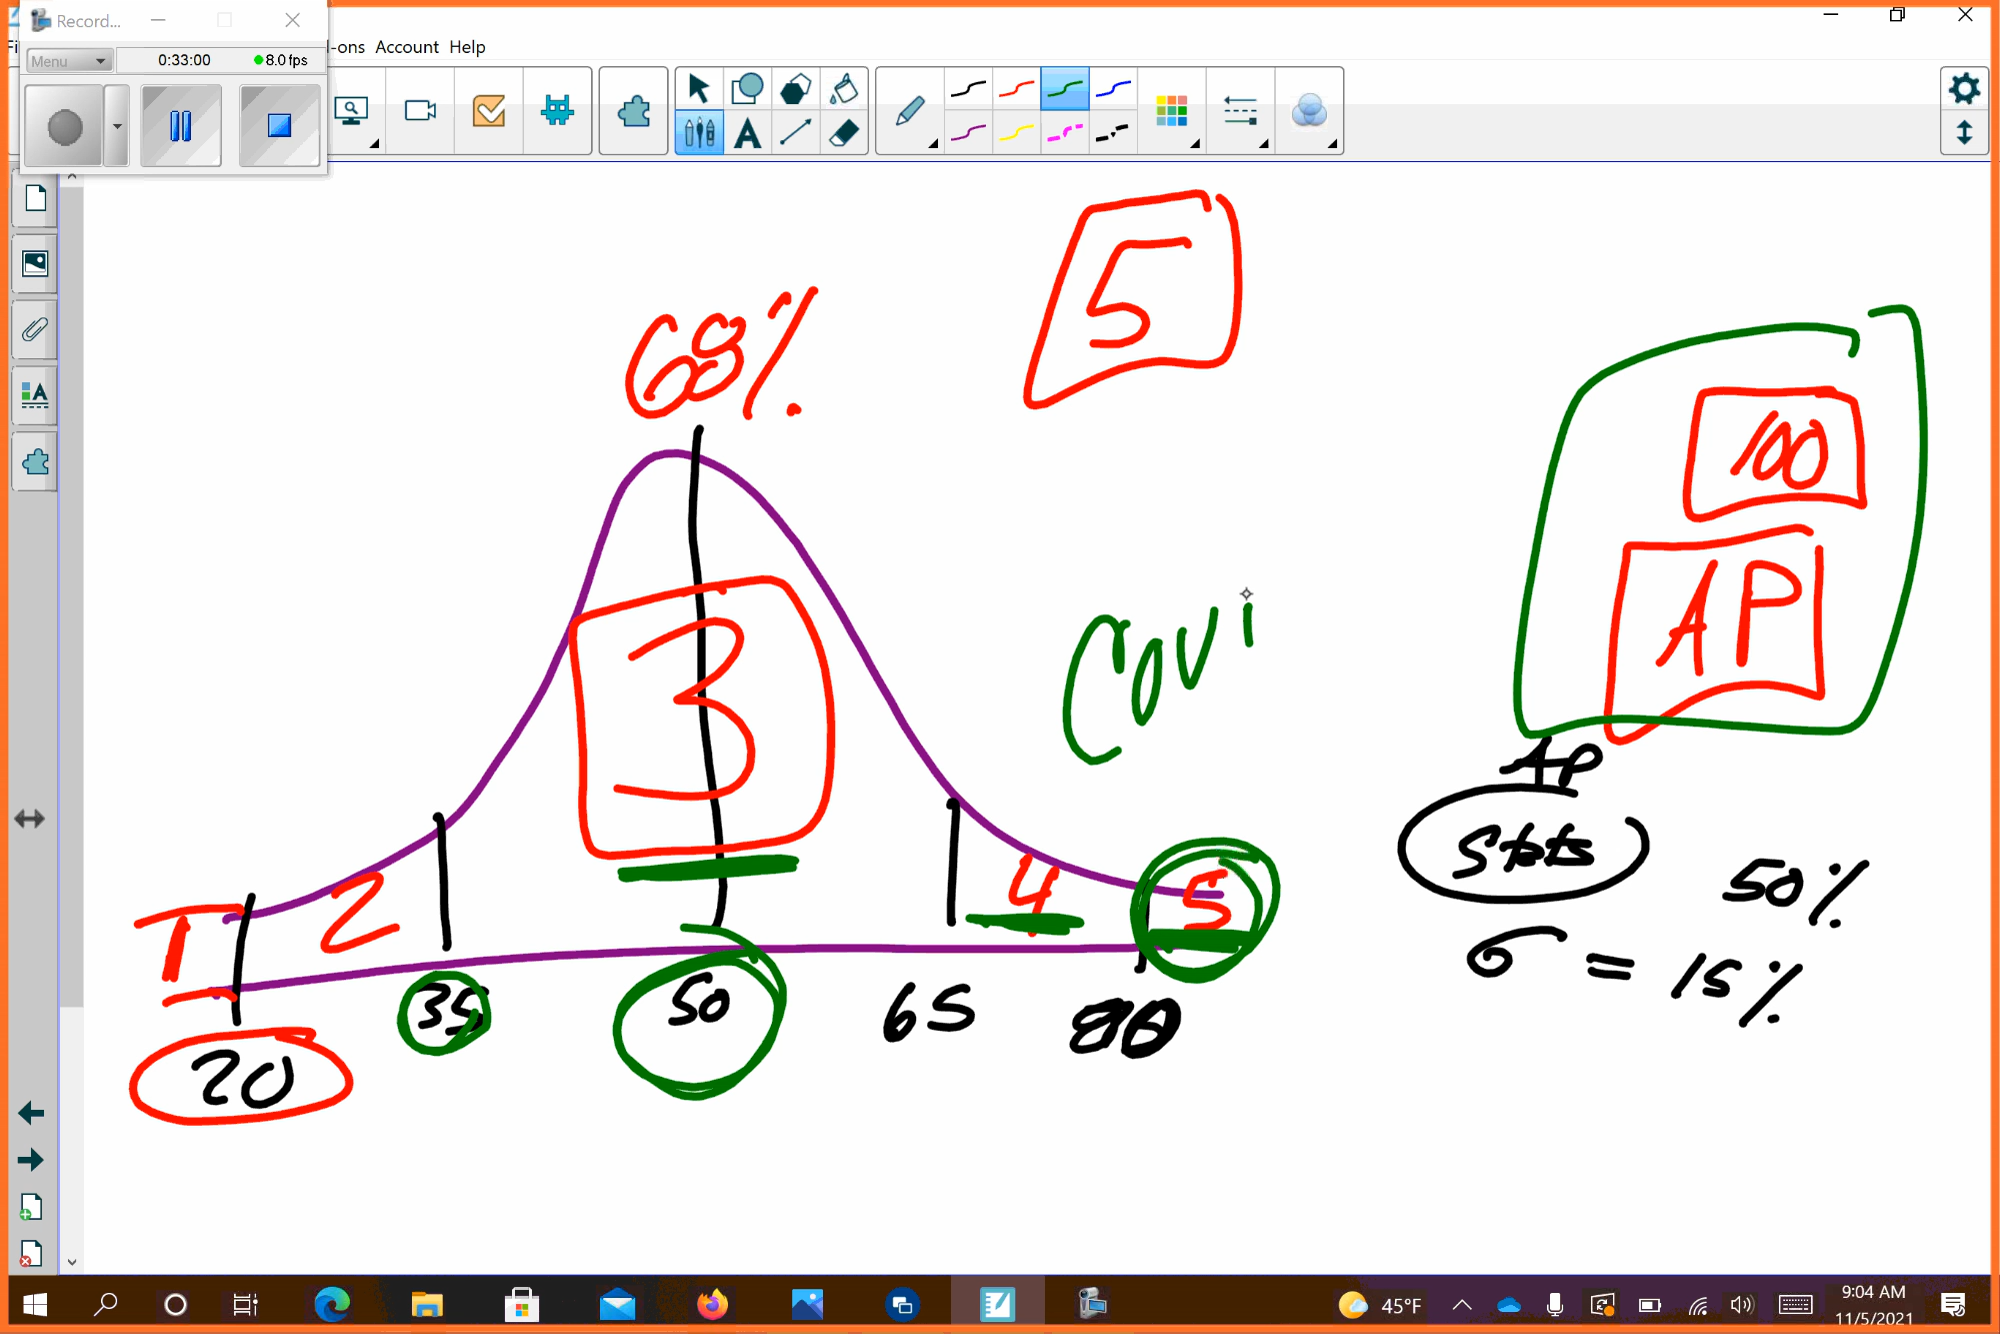 Record...
Menu
0:33:00
8.0 fps
l-ons Account Help
5
68%
100
AP
3
Covi
AP
Stats
50%
σ = 15%
1
2
4
5
20
35
50
65
80
45°F
9:04 AM
11/5/2021